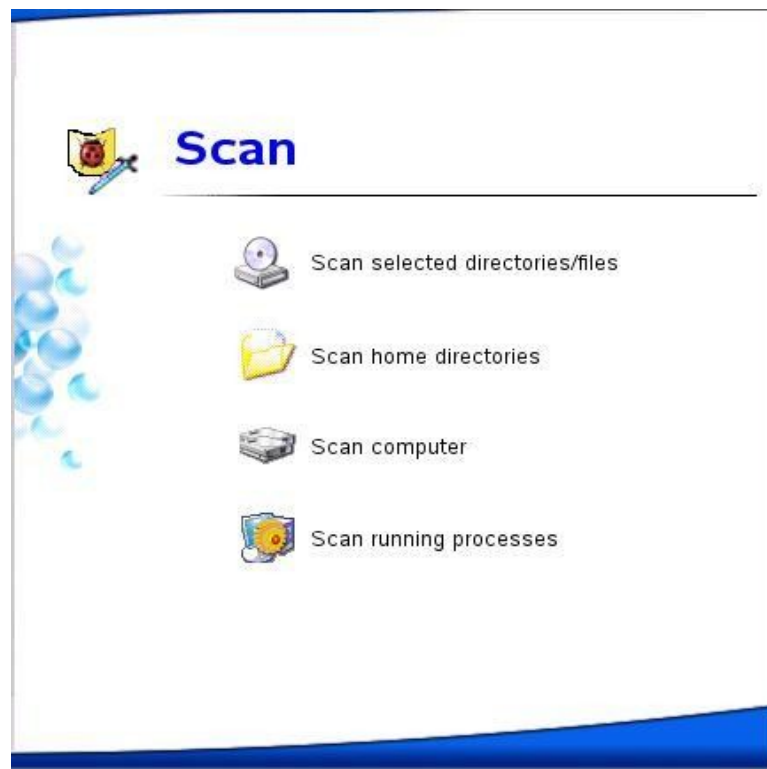 Scan
Scan selected directories/files
Scan home directories
Scan computer
Scan running processes